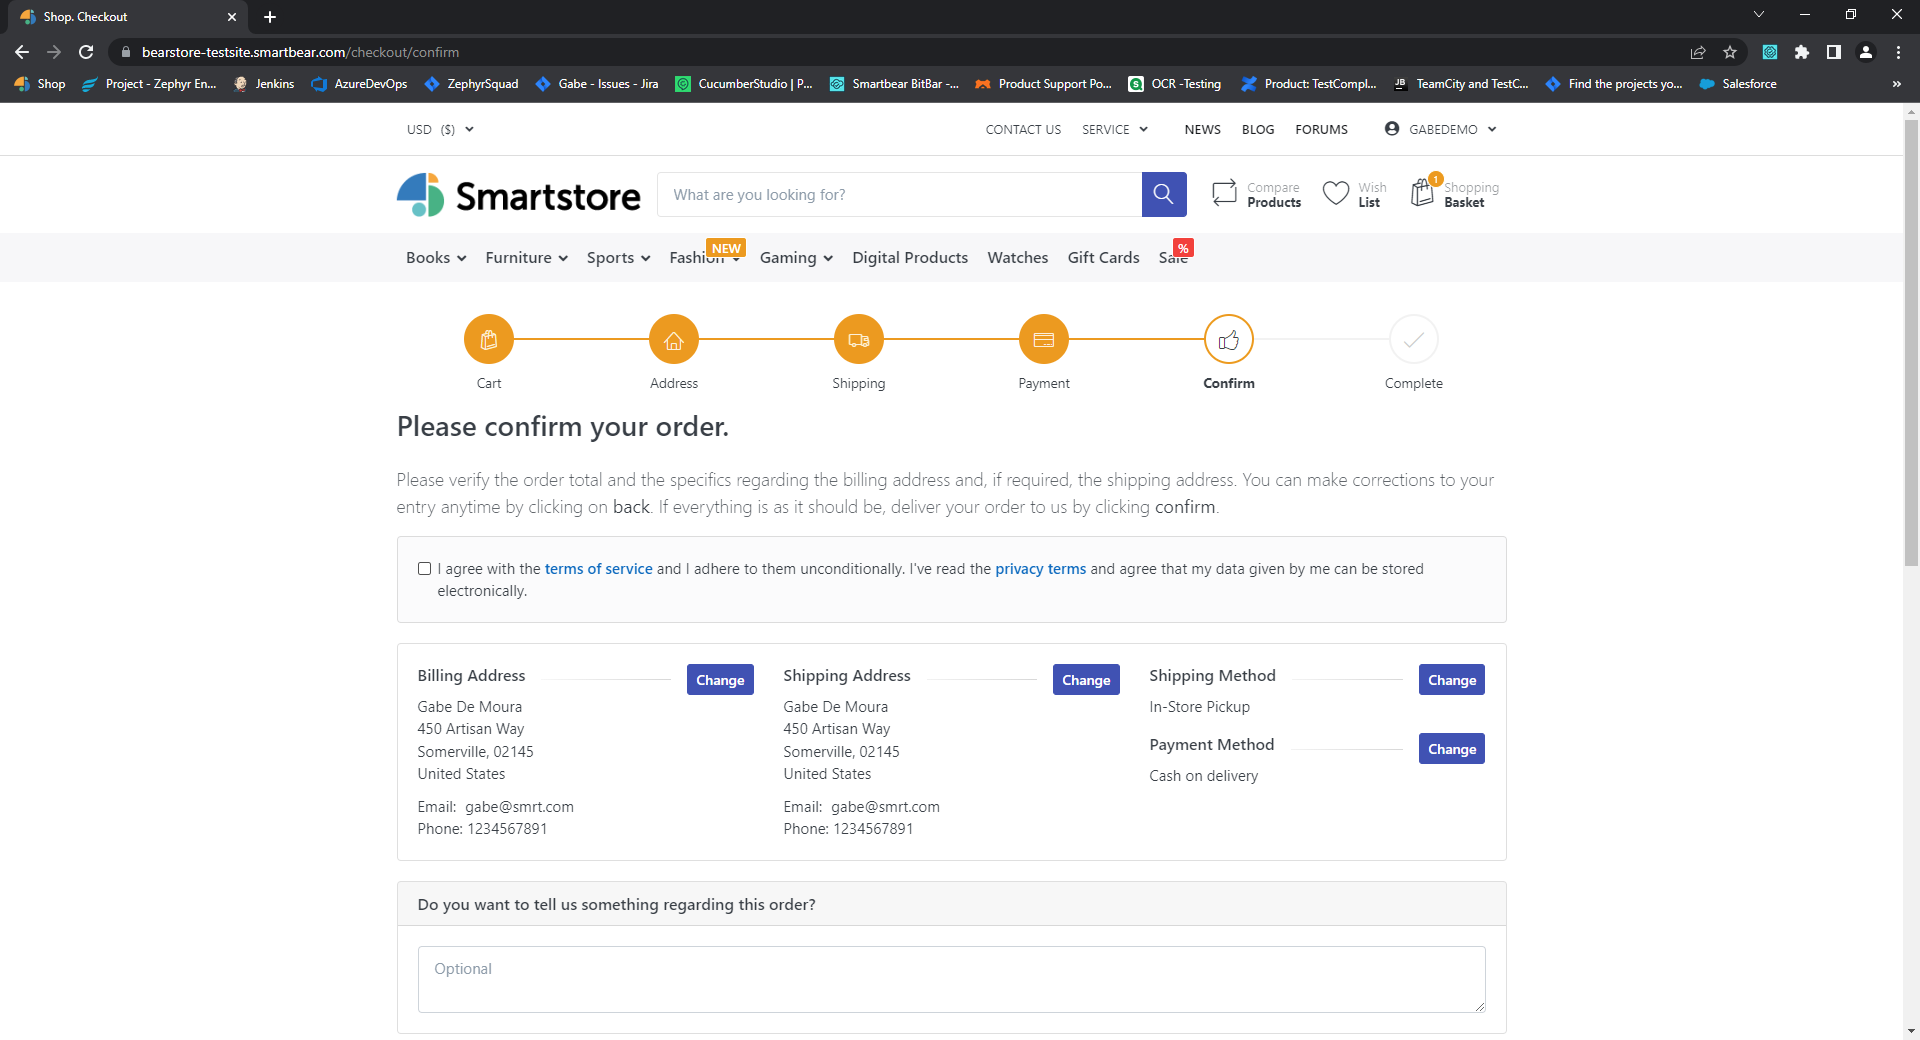 Shop. Checkout
bearstore-testsite.smartbear.com/checkout/confirm
Shop Project - Zephyr En... Jenkins AzureDevOps ZephyrSquad Gabe - Issues - Jira CucumberStudio | P... Smartbear BitBar -... Product Support Po... OCR -Testing Product: TestCompl... TeamCity and TestC... Find the projects yo... Salesforce »
USD ($) CONTACT US SERVICE NEWS BLOG FORUMS GABEDEMO
Smartstore What are you looking for? Compare Products Wish List 1 Shopping Basket
Books Furniture Sports Fashion NEW Gaming Digital Products Watches Gift Cards Sale %
Cart Address Shipping Payment Confirm Complete
Please confirm your order.
Please verify the order total and the specifics regarding the billing address and, if required, the shipping address. You can make corrections to your
entry anytime by clicking on back. If everything is as it should be, deliver your order to us by clicking confirm.
I agree with the terms of service and I adhere to them unconditionally. I've read the privacy terms and agree that my data given by me can be stored
electronically.
Billing Address Change
Gabe De Moura
450 Artisan Way
Somerville, 02145
United States
Email: gabe@smrt.com
Phone: 1234567891
Shipping Address Change
Gabe De Moura
450 Artisan Way
Somerville, 02145
United States
Email: gabe@smrt.com
Phone: 1234567891
Shipping Method Change
In-Store Pickup
Payment Method Change
Cash on delivery
Do you want to tell us something regarding this order?
Optional